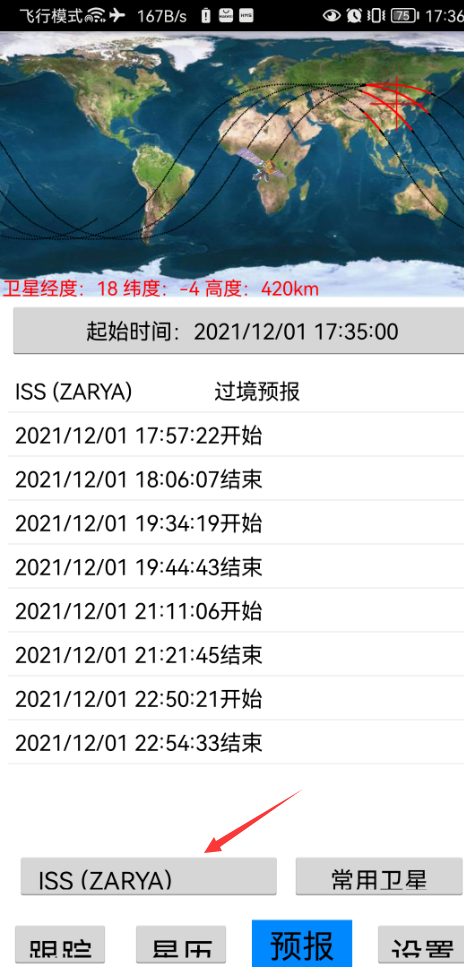 飞行模式 167B/s 75 17:36
卫星经度：18 纬度：-4 高度：420km
起始时间：2021/12/01 17:35:00
ISS (ZARYA) 过境预报
2021/12/01 17:57:22开始
2021/12/01 18:06:07结束
2021/12/01 19:34:19开始
2021/12/01 19:44:43结束
2021/12/01 21:11:06开始
2021/12/01 21:21:45结束
2021/12/01 22:50:21开始
2021/12/01 22:54:33结束
ISS (ZARYA) 常用卫星
跟踪 星历 预报 设置